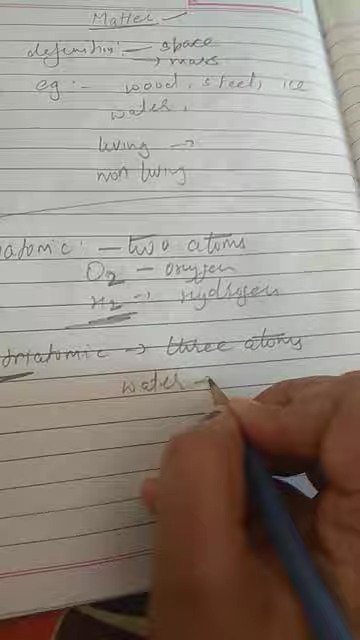 Matter
definition: — space
→ mass
eg :- wood, steel, ice
water,
living →
non living
atomic: — two atoms
O2 — oxygen
H2 → Hydrogen
triatomic → three atoms
water →